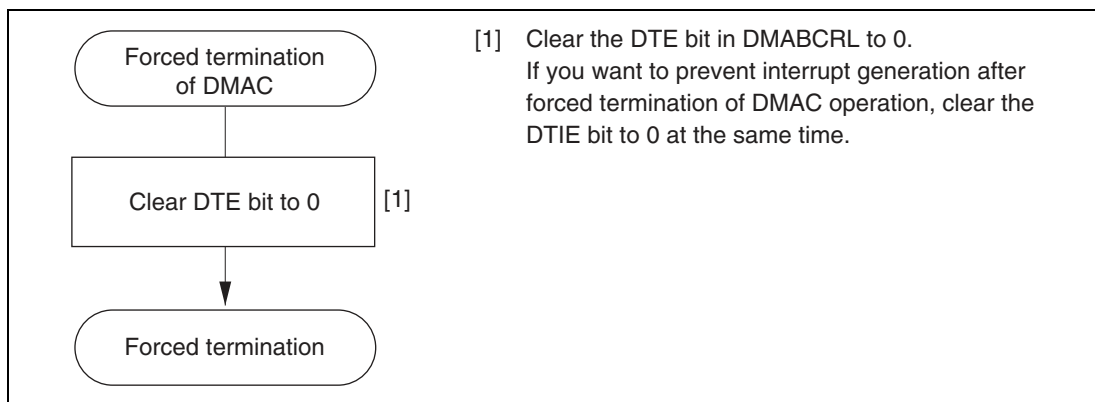 Forced termination
of DMAC
Clear DTE bit to 0
[1]
Forced termination
[1] Clear the DTE bit in DMABCRL to 0.
If you want to prevent interrupt generation after
forced termination of DMAC operation, clear the
DTIE bit to 0 at the same time.